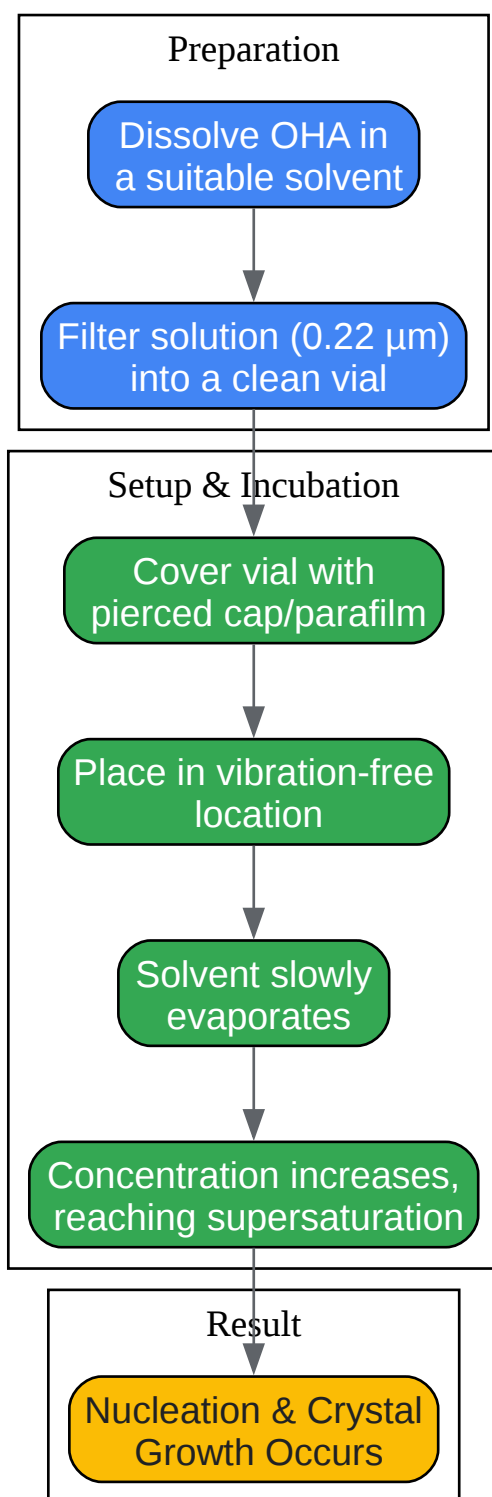 Preparation
Dissolve OHA in
a suitable solvent
Filter solution (0.22 µm)
into a clean vial
Setup & Incubation
Cover vial with
pierced cap/parafilm
Place in vibration-free
location
Solvent slowly
evaporates
Concentration increases,
reaching supersaturation
Result
Nucleation & Crystal
Growth Occurs